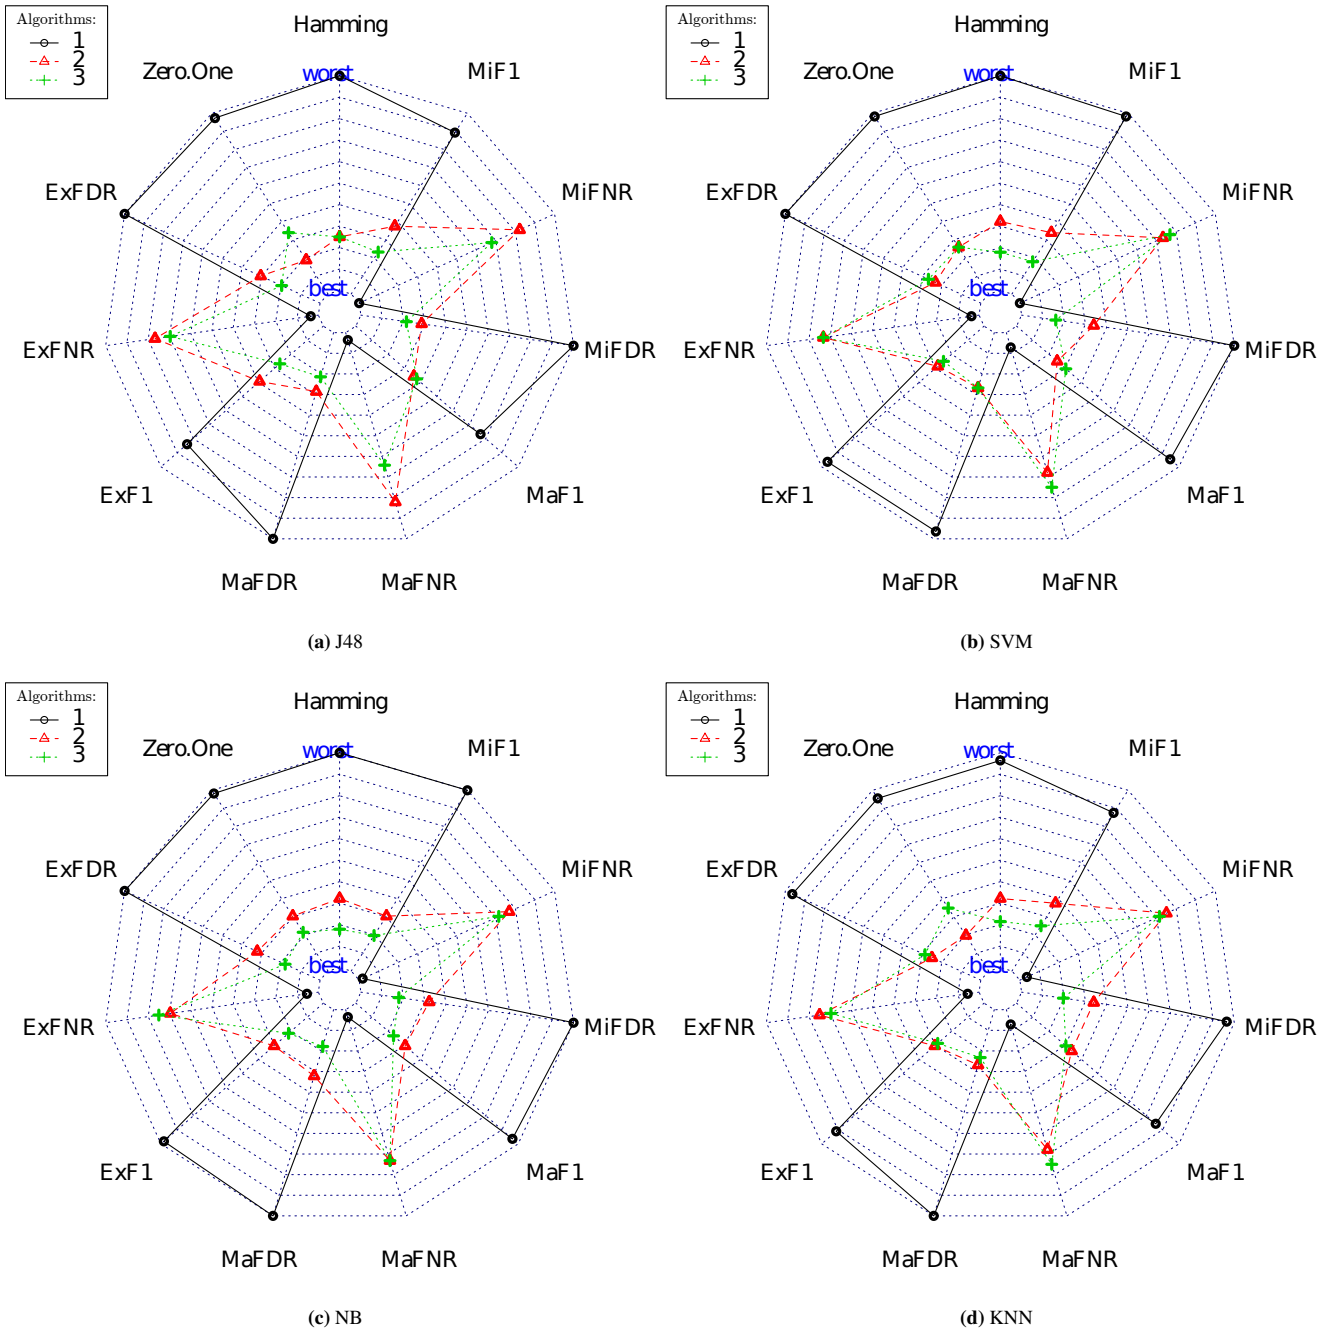 Algorithms:
1
2
3
Hamming
MiF1
MiFNR
MiFDR
MaF1
MaFNR
MaFDR
ExF1
ExFNR
ExFDR
Zero.One
worst
best
(a) J48
Algorithms:
1
2
3
Hamming
MiF1
MiFNR
MiFDR
MaF1
MaFNR
MaFDR
ExF1
ExFNR
ExFDR
Zero.One
worst
best
(b) SVM
Algorithms:
1
2
3
Hamming
MiF1
MiFNR
MiFDR
MaF1
MaFNR
MaFDR
ExF1
ExFNR
ExFDR
Zero.One
worst
best
(c) NB
Algorithms:
1
2
3
Hamming
MiF1
MiFNR
MiFDR
MaF1
MaFNR
MaFDR
ExF1
ExFNR
ExFDR
Zero.One
worst
best
(d) KNN